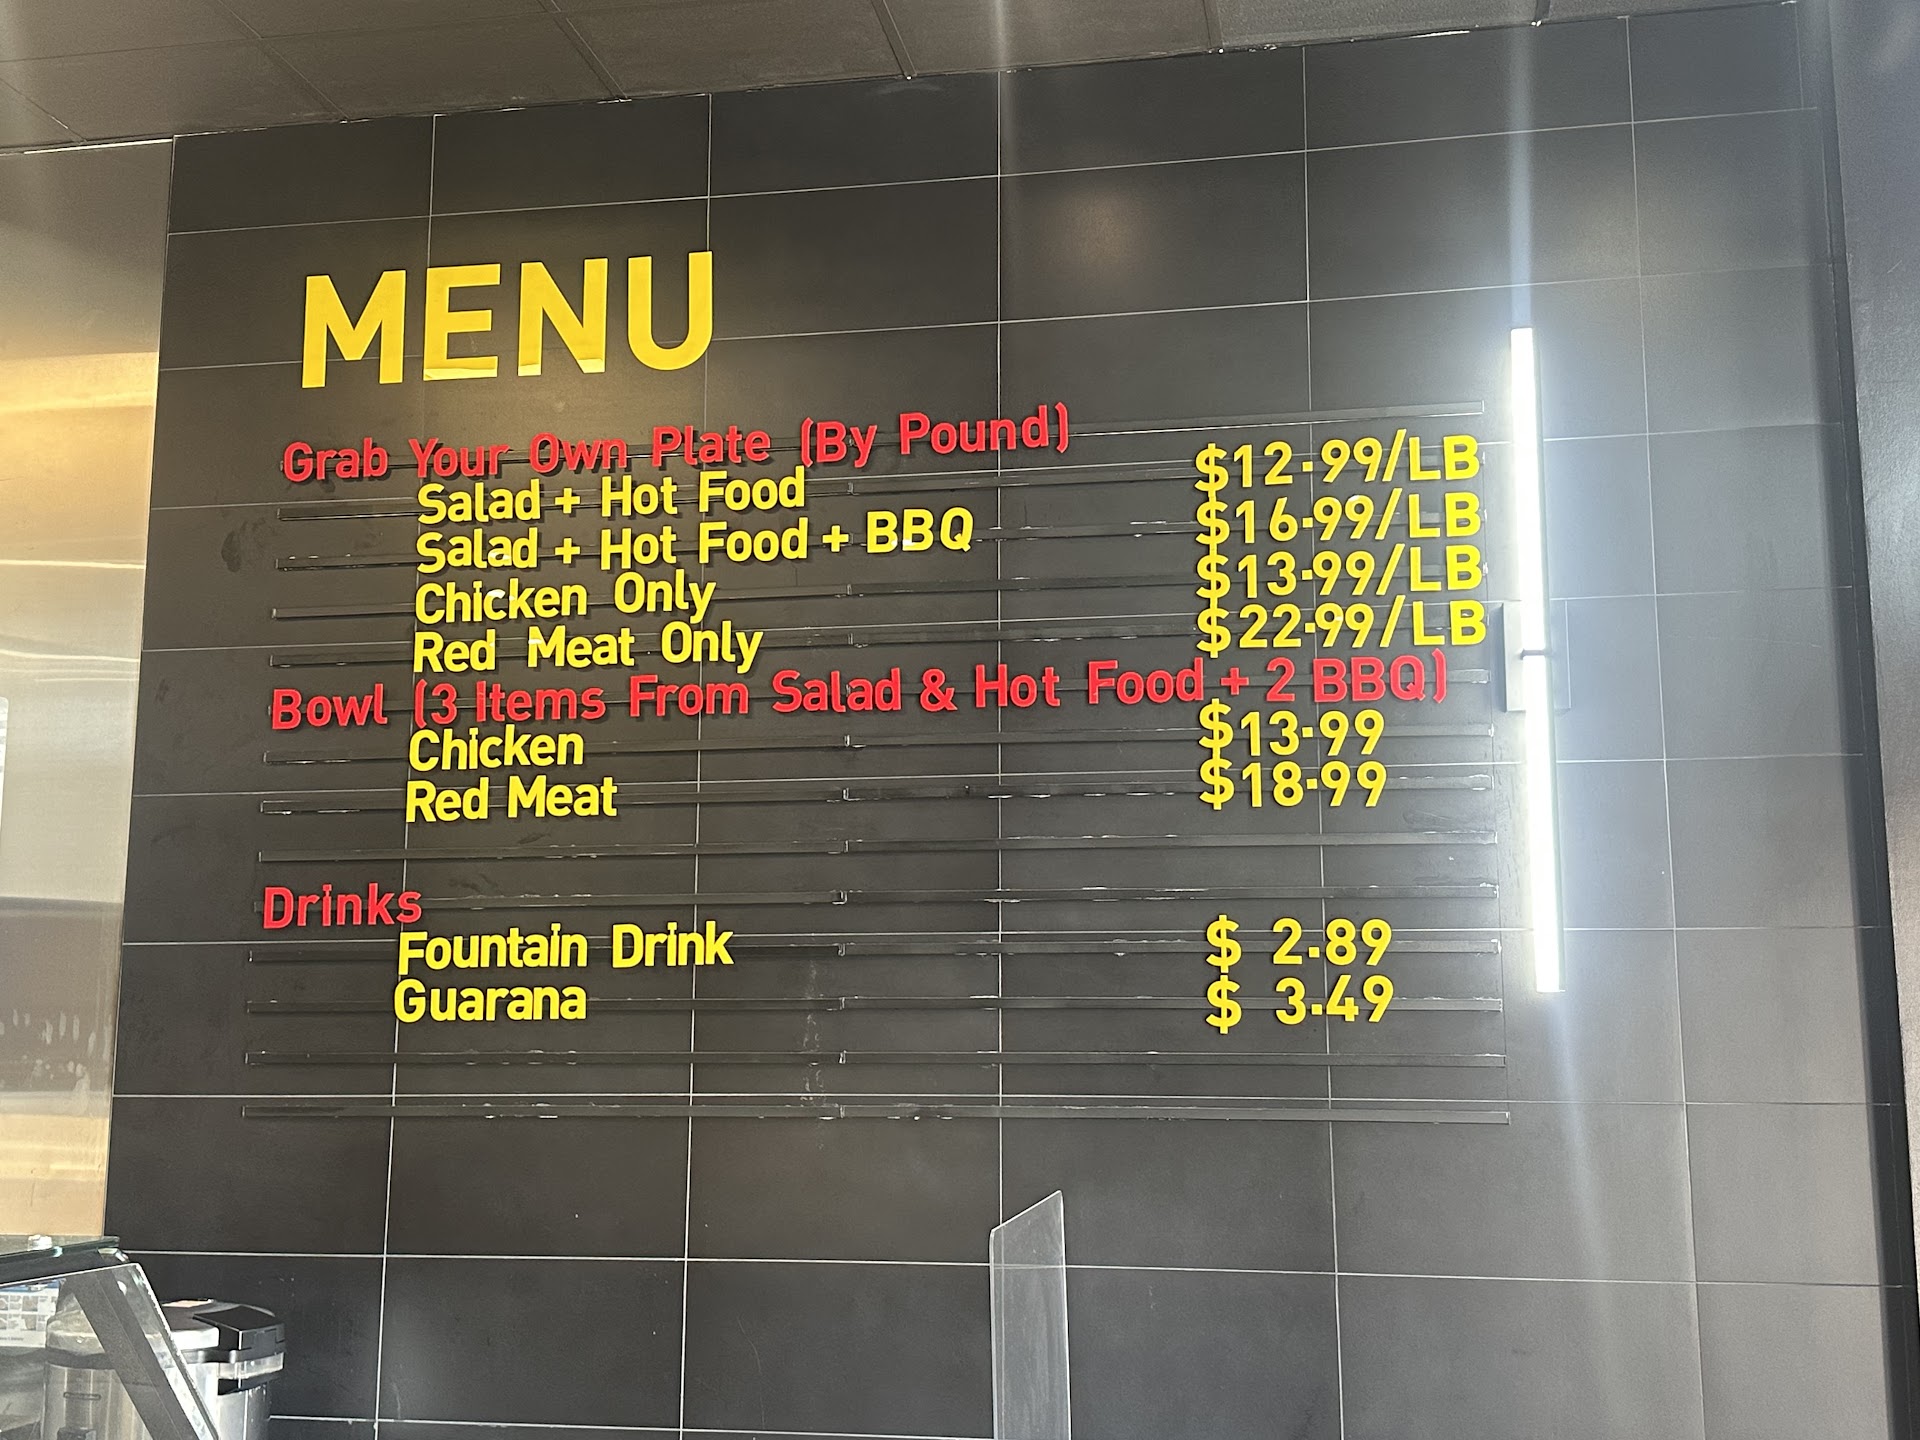 MENU
Grab Your Own Plate (By Pound)
Salad + Hot Food $12.99/LB
Salad + Hot Food + BBQ $16.99/LB
Chicken Only $13.99/LB
Red Meat Only $22.99/LB
Bowl (3 Items From Salad & Hot Food + 2 BBQ)
Chicken $13.99
Red Meat $18.99
Drinks
Fountain Drink $ 2.89
Guarana $ 3.49